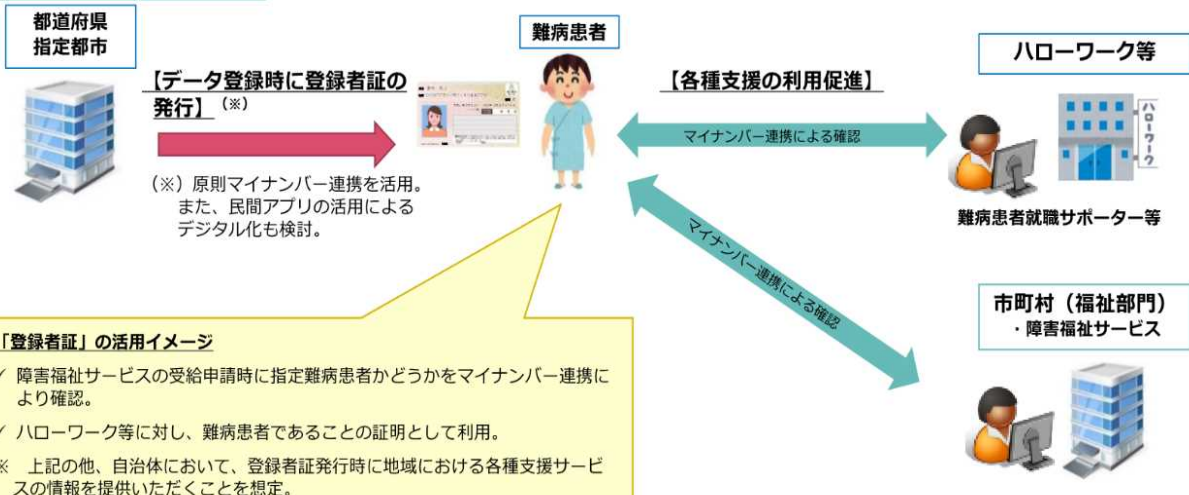 都道府県
指定都市
難病患者
ハローワーク等
【データ登録時に登録者証の
発行】（※）
【各種支援の利用促進】
マイナンバー連携による確認
ハローワーク
（※）原則マイナンバー連携を活用。
また、民間アプリの活用による
デジタル化も検討。
難病患者就職サポーター等
マイナンバー連携による確認
市町村（福祉部門）
・障害福祉サービス
「登録者証」の活用イメージ
✓ 障害福祉サービスの受給申請時に指定難病患者かどうかをマイナンバー連携に
より確認。
✓ ハローワーク等に対し、難病患者であることの証明として利用。
※ 上記の他、自治体において、登録者証発行時に地域における各種支援サービ
スの情報を提供いただくことを想定。